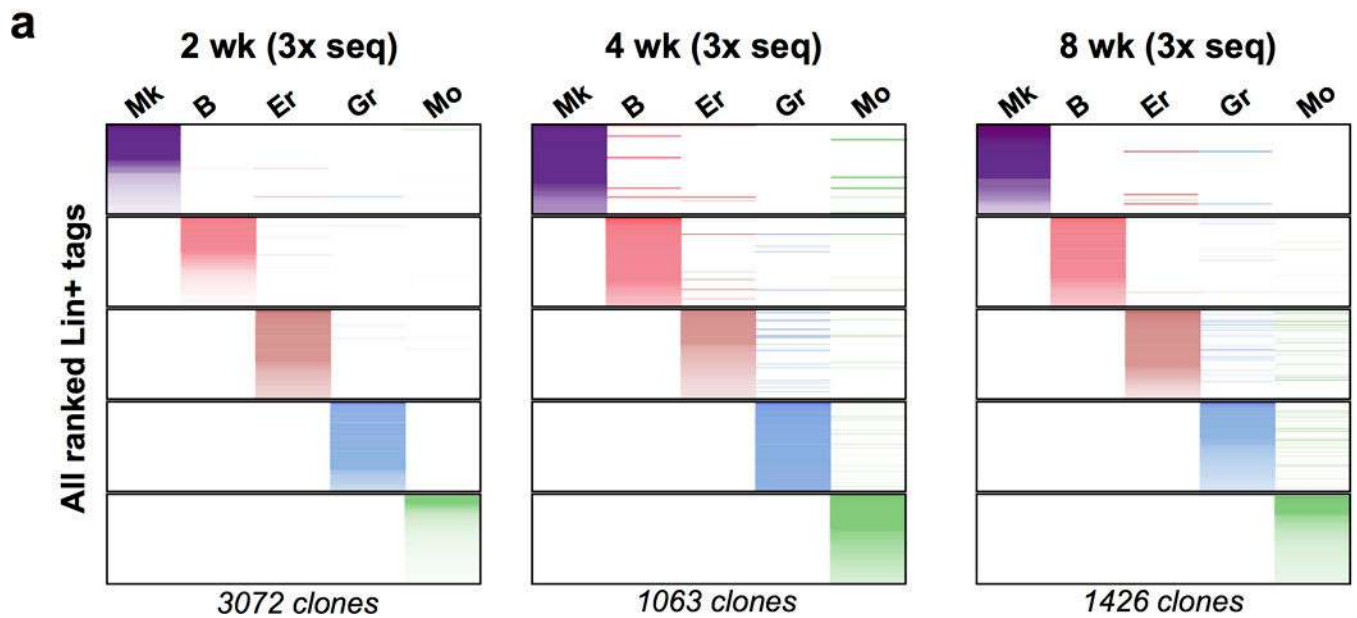 a
2 wk (3x seq)
4 wk (3x seq)
8 wk (3x seq)
Mk B Er Gr Mo
Mk B Er Gr Mo
Mk B Er Gr Mo
All ranked Lin+ tags
3072 clones
1063 clones
1426 clones